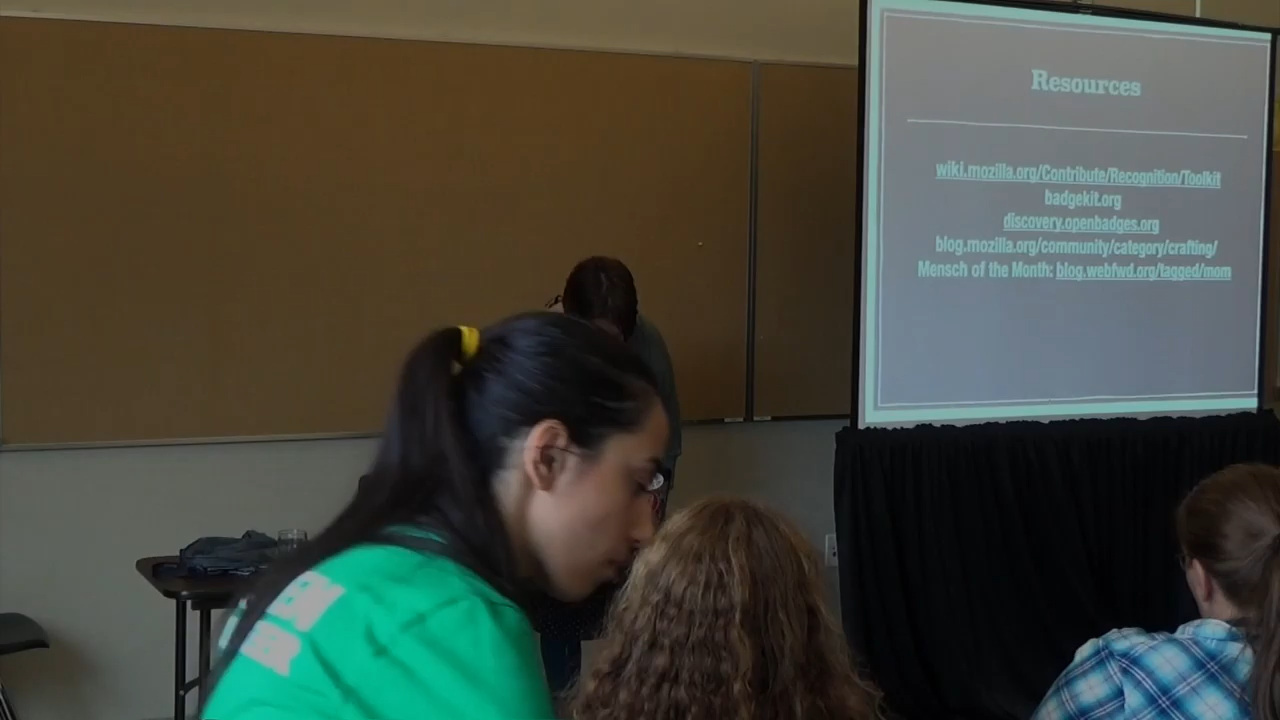 Resources
wiki.mozilla.org/Contribute/Recognition/Toolkit
badgekit.org
discovery.openbadges.org
blog.mozilla.org/community/category/crafting/
Mensch of the Month: blog.webfwd.org/tagged/mom